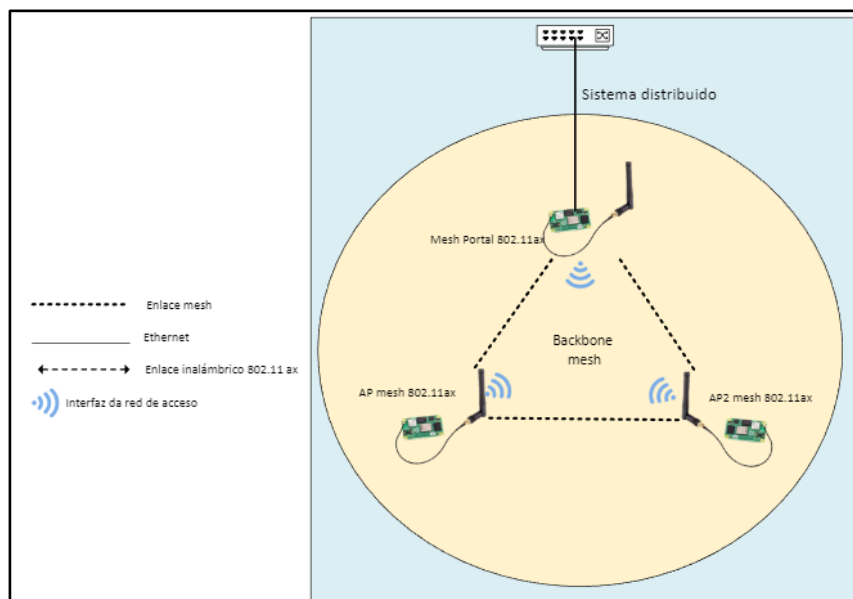 Sistema distribuido
Mesh Portal 802.11ax
Enlace mesh
Ethernet
Enlace inalámbrico 802.11 ax
Interfaz da red de acceso
Backbone
mesh
AP mesh 802.11ax
AP2 mesh 802.11ax